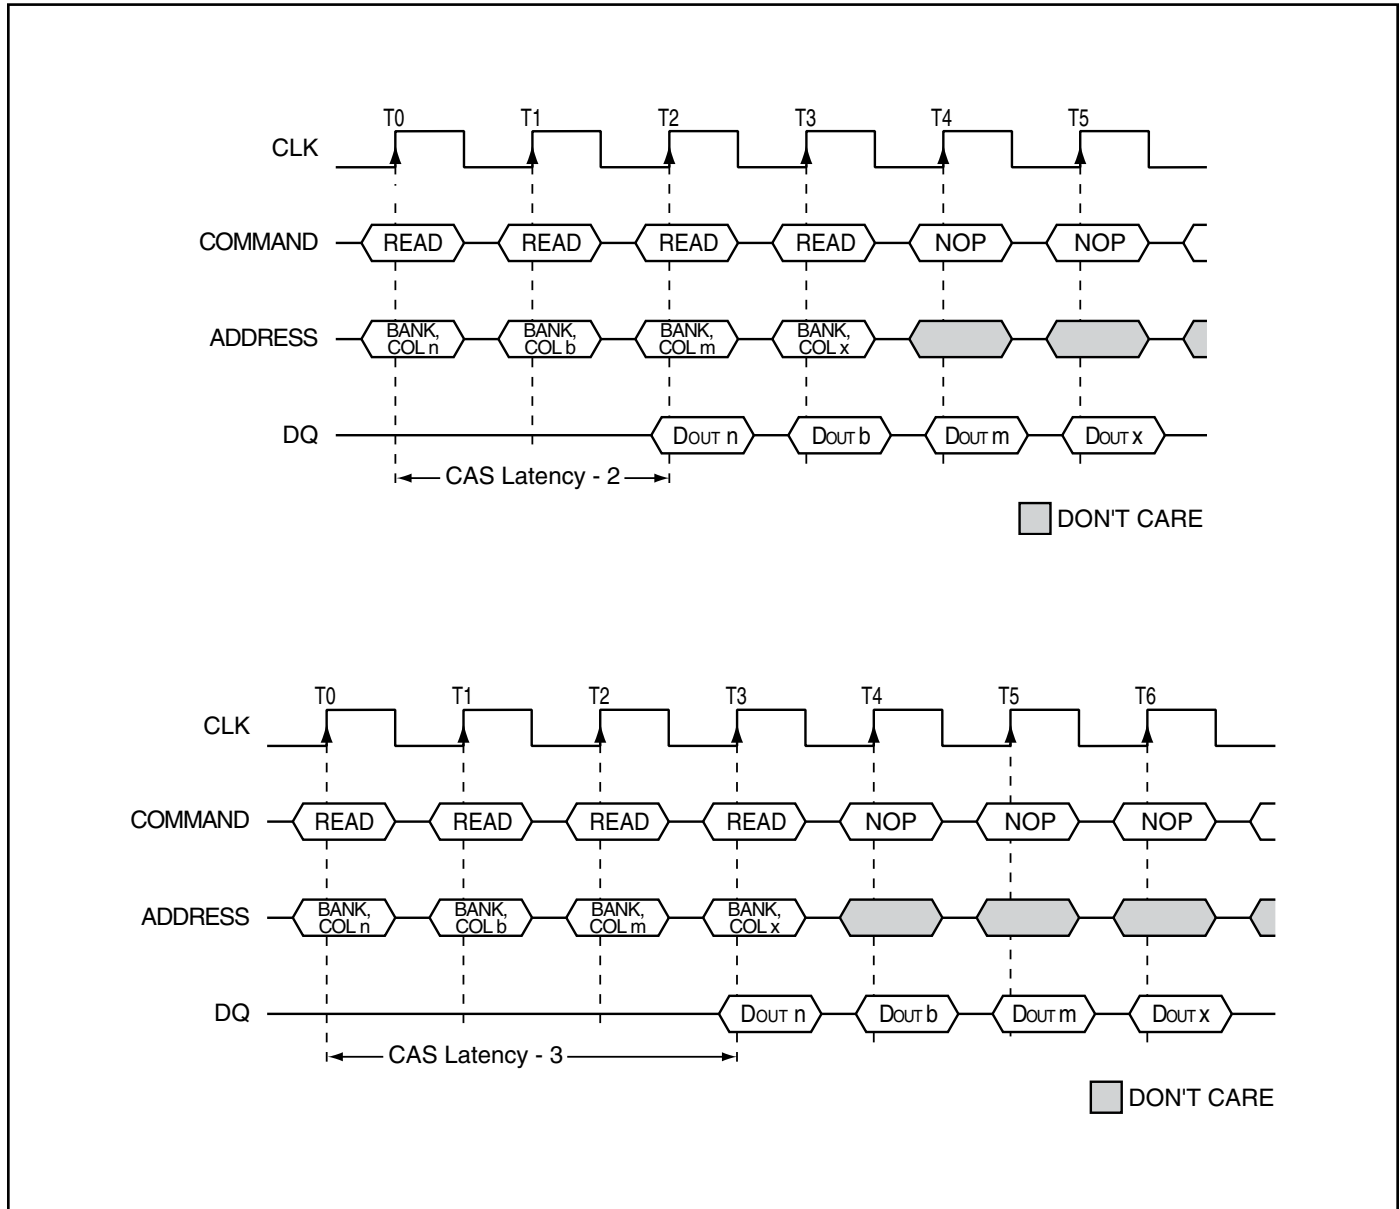 T0 T1 T2 T3 T4 T5
CLK
COMMAND READ READ READ READ NOP NOP
ADDRESS BANK, COL n BANK, COL b BANK, COL m BANK, COL x
DQ DOUT n DOUT b DOUT m DOUT x
CAS Latency - 2
DON'T CARE
T0 T1 T2 T3 T4 T5 T6
CLK
COMMAND READ READ READ READ NOP NOP NOP
ADDRESS BANK, COL n BANK, COL b BANK, COL m BANK, COL x
DQ DOUT n DOUT b DOUT m DOUT x
CAS Latency - 3
DON'T CARE